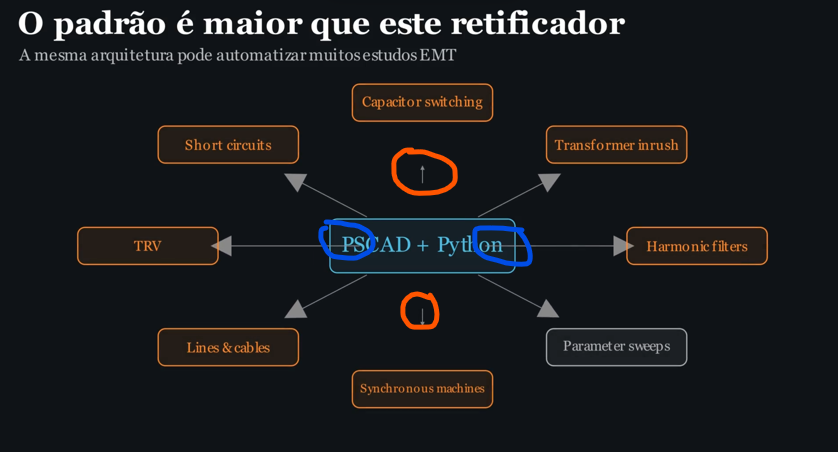 O padrão é maior que este retificador
A mesma arquitetura pode automatizar muitos estudos EMT
Capacitor switching
Short circuits
Transformer inrush
TRV
PSCAD + Python
Harmonic filters
Lines & cables
Parameter sweeps
Synchronous machines